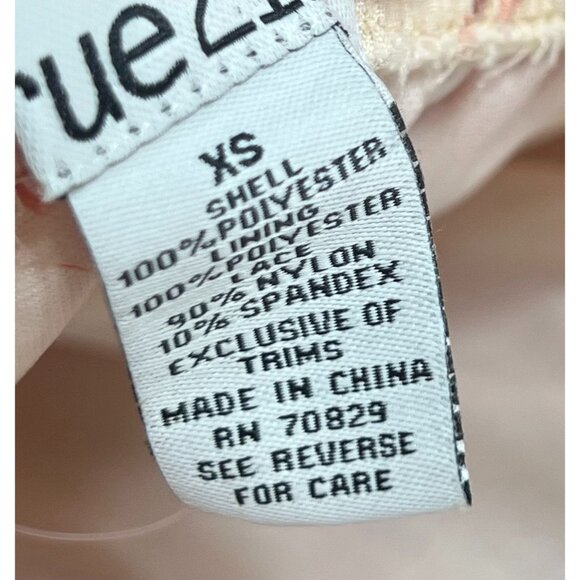 rue21
XS
SHELL
100% POLYESTER
LINING
100% POLYESTER
LACE
90% NYLON
10% SPANDEX
EXCLUSIVE OF
TRIMS
MADE IN CHINA
RN 70829
SEE REVERSE
FOR CARE